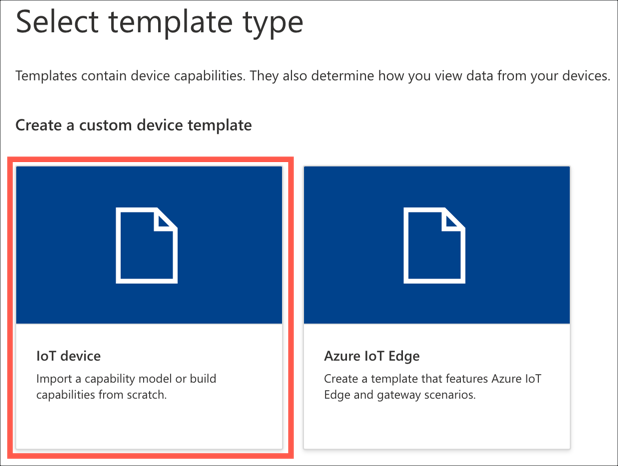 Select template type
Templates contain device capabilities. They also determine how you view data from your devices.
Create a custom device template
IoT device
Import a capability model or build
capabilities from scratch.
Azure IoT Edge
Create a template that features Azure IoT
Edge and gateway scenarios.